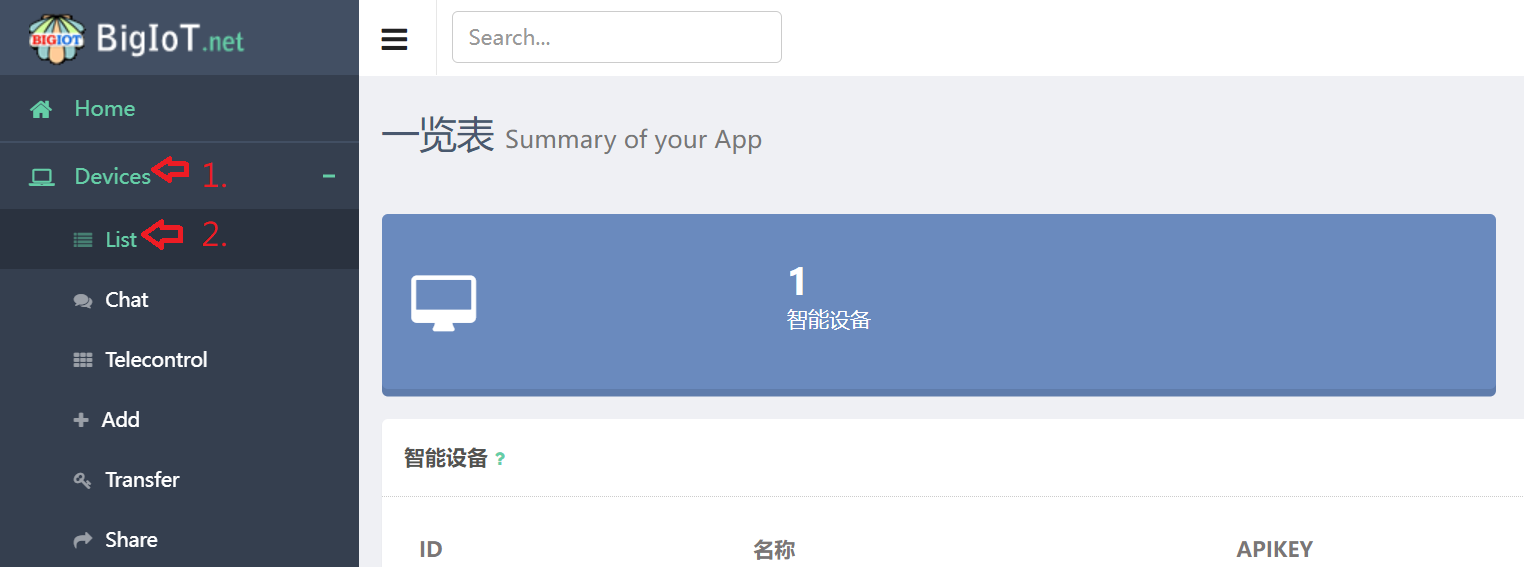 BIGIOT BigIoT.net
Search...
Home
一览表 Summary of your App
Devices 1.
List 2.
1
智能设备
Chat
Telecontrol
Add
智能设备 ?
Transfer
Share
ID 名称 APIKEY